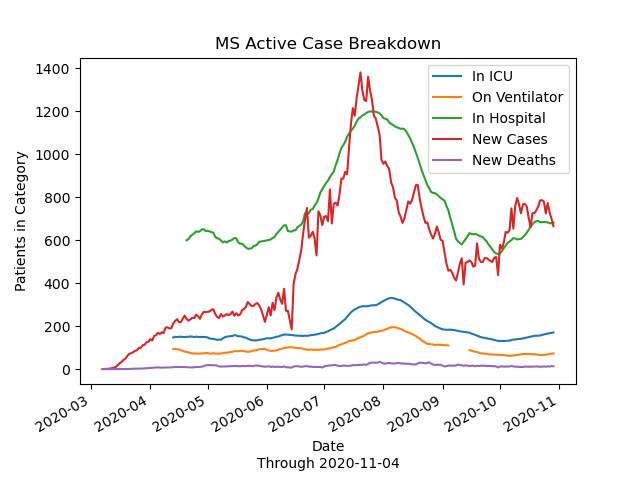 MS Active Case Breakdown
1400
1200
1000
800
600
400
200
0
Patients in Category
In ICU
On Ventilator
In Hospital
New Cases
New Deaths
2020-03
2020-04
2020-05
2020-06
2020-07
2020-08
2020-09
2020-10
2020-11
Date
Through 2020-11-04